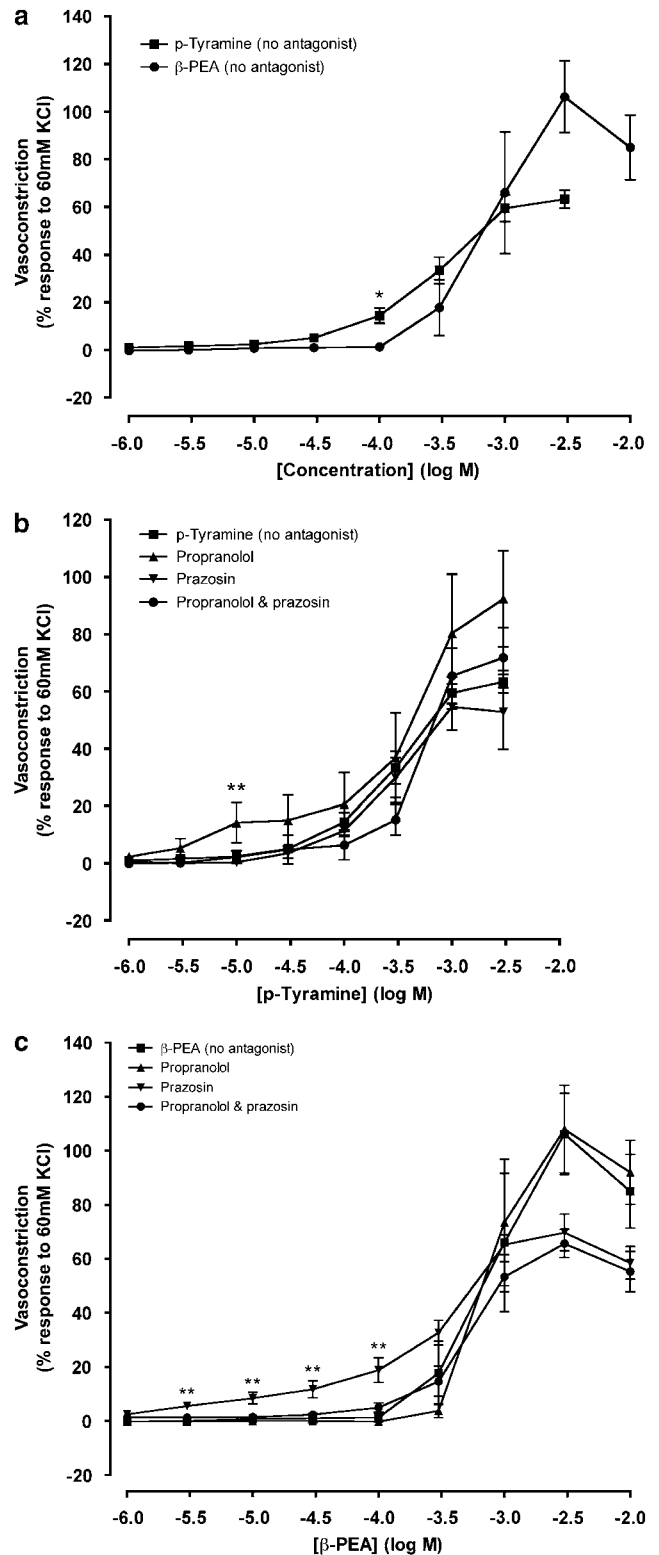 a
140
120
100
80
60
40
20
0
-20
Vasoconstriction
(% response to 60mM KCl)
p-Tyramine (no antagonist)
β-PEA (no antagonist)
*
-6.0 -5.5 -5.0 -4.5 -4.0 -3.5 -3.0 -2.5 -2.0
[Concentration] (log M)
b
120
100
80
60
40
20
0
-20
Vasoconstriction
(% response to 60mM KCl)
p-Tyramine (no antagonist)
Propranolol
Prazosin
Propranolol & prazosin
**
-6.0 -5.5 -5.0 -4.5 -4.0 -3.5 -3.0 -2.5 -2.0
[p-Tyramine] (log M)
c
140
120
100
80
60
40
20
0
-20
Vasoconstriction
(% response to 60mM KCl)
β-PEA (no antagonist)
Propranolol
Prazosin
Propranolol & prazosin
** ** ** **
-6.0 -5.5 -5.0 -4.5 -4.0 -3.5 -3.0 -2.5 -2.0
[β-PEA] (log M)